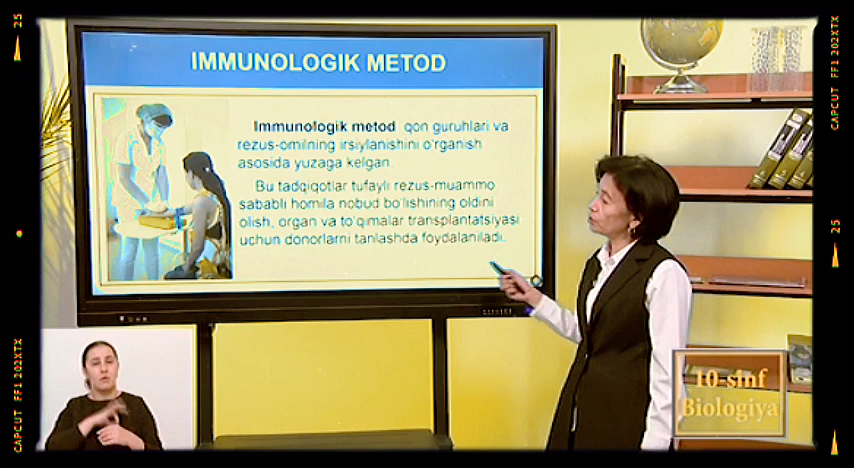 IMMUNOLOGIK METOD
Immunologik metod qon guruhlari va
rezus-omilning irsiylanishini o'rganish
asosida yuzaga kelgan.
Bu tadqiqotlar tufayli rezus-muammo
sababli homila nobud bo'lishining oldini
olish, organ va to'qimalar transplantatsiyasi
uchun donorlarni tanlashda foydalaniladi.
10-sinf
Biologiya
25
CAPCUT FF1 202XTX
CAPCUT FF1 202XTX
25